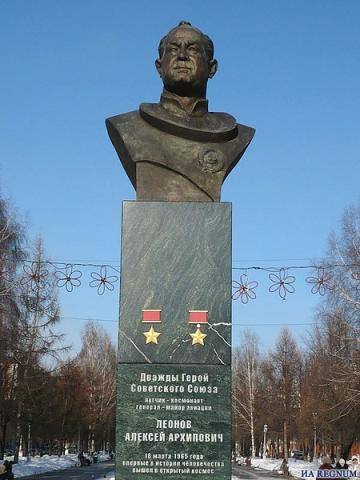 Дважды Герой
Советского Союза
летчик - космонавт
генерал - майор авиации
ЛЕОНОВ
АЛЕКСЕЙ АРХИПОВИЧ
18 марта 1965 года
впервые в истории человечества
вышел в открытый космос
ИА REGNUM